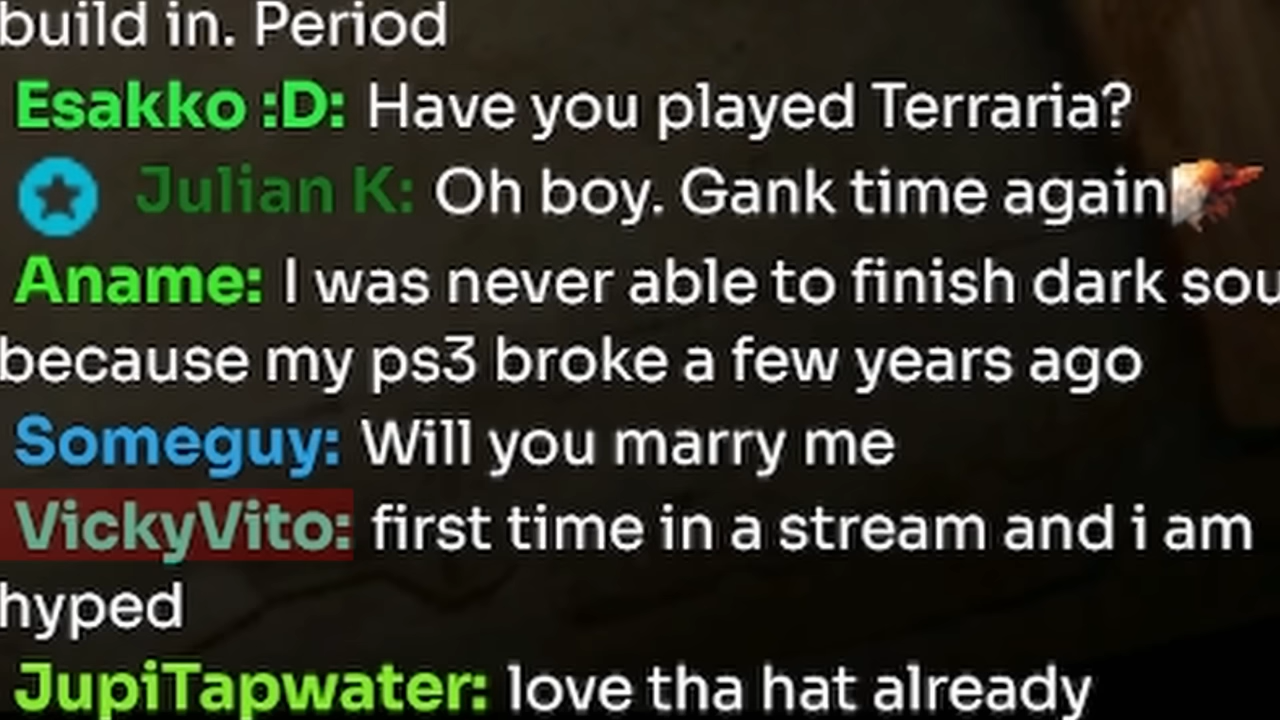 build in. Period
Esakko :D: Have you played Terraria?
Julian K: Oh boy. Gank time again
Aname: I was never able to finish dark
because my ps3 broke a few years ago
Someguy: Will you marry me
VickyVito: first time in a stream and i am
hyped
JupiTapwater: love tha hat already